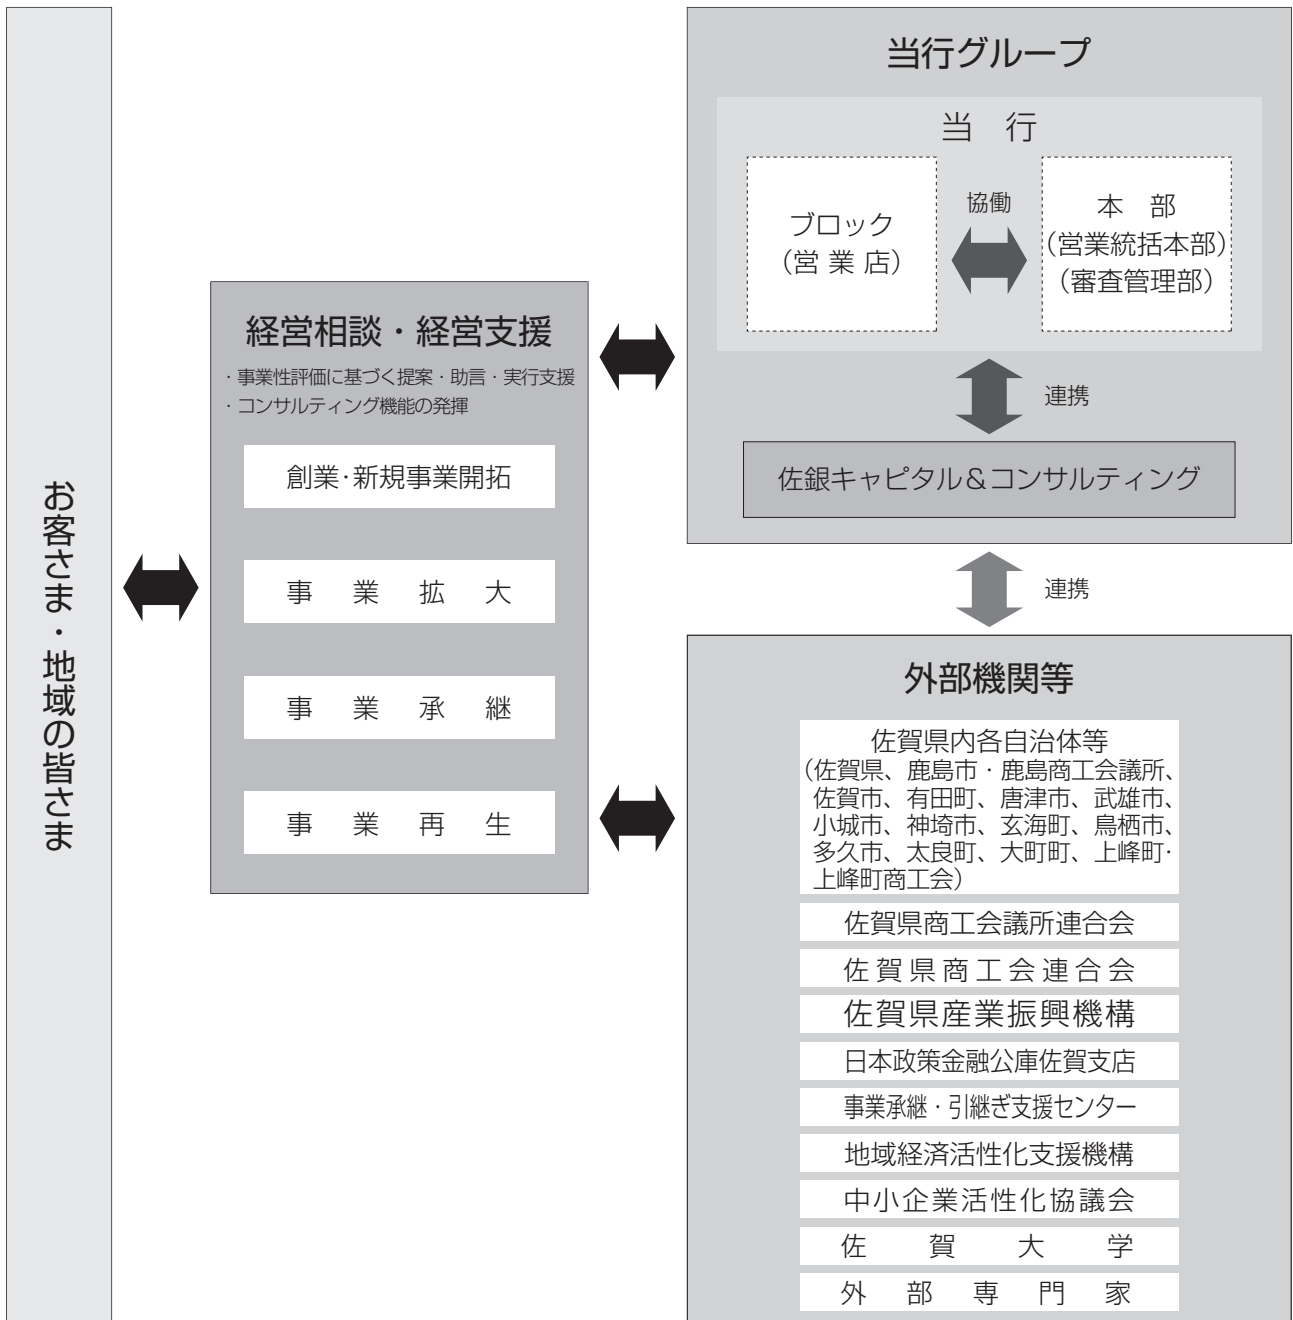 お客さま・地域の皆さま
経営相談・経営支援
・事業性評価に基づく提案・助言・実行支援
・コンサルティング機能の発揮
創業・新規事業開拓
事業拡大
事業承継
事業再生
当行グループ
当行
ブロック
（営業店）
協働
本部
（営業統括本部）
（審査管理部）
連携
佐銀キャピタル＆コンサルティング
連携
外部機関等
佐賀県内各自治体等
（佐賀県、鹿島市・鹿島商工会議所、
佐賀市、有田町、唐津市、武雄市、
小城市、神埼市、玄海町、鳥栖市、
多久市、太良町、大町町、上峰町・
上峰町商工会）
佐賀県商工会議所連合会
佐賀県商工会連合会
佐賀県産業振興機構
日本政策金融公庫佐賀支店
事業承継・引継ぎ支援センター
地域経済活性化支援機構
中小企業活性化協議会
佐賀大学
外部専門家